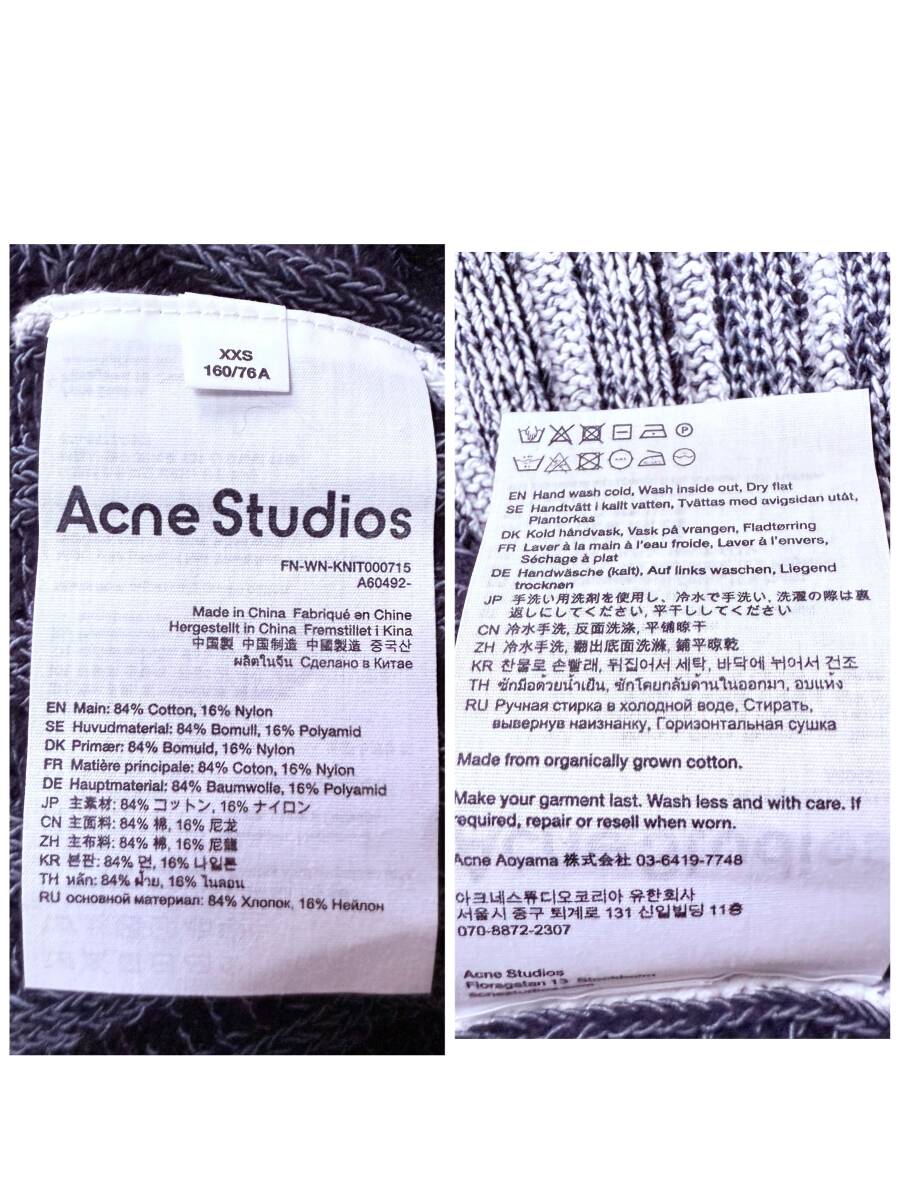 XXS
160/76A
Acne Studios
FN-WN-KNIT000715
A60492-
Made in China Fabriqué en Chine
Hergestellt in China Fremstillet i Kina
中国製 中国制造 中國製造 중국산
ผลิตในจีน Сделано в Китае
EN Main: 84% Cotton, 16% Nylon
SE Huvudmaterial: 84% Bomull, 16% Polyamid
DK Primær: 84% Bomuld, 16% Nylon
FR Matière principale: 84% Coton, 16% Nylon
DE Hauptmaterial: 84% Baumwolle, 16% Polyamid
JP 主素材: 84% コットン, 16% ナイロン
CN 主面料: 84% 棉, 16% 尼龙
ZH 主布料: 84% 棉, 16% 尼龍
KR 본판: 84% 면, 16% 나일론
TH หลัก: 84% ฝ้าย, 16% ไนลอน
RU основной материал: 84% Хлопок, 16% Нейлон
EN Hand wash cold, Wash inside out, Dry flat
SE Handtvätt i kallt vatten, Tvättas med avigsidan utåt,
Plantorkas
DK Kold håndvask, Vask på vrangen, Fladtørring
FR Laver à la main à l'eau froide, Laver à l'envers,
Séchage à plat
DE Handwäsche (kalt), Auf links waschen, Liegend
trocknen
JP 手洗い用洗剤を使用し、冷水で手洗い, 洗濯の際は裏
返しにしてください, 平干ししてください
CN 冷水手洗, 反面洗涤, 平铺晾干
ZH 冷水手洗, 翻出底面洗滌, 鋪平晾乾
KR 찬물로 손빨래, 뒤집어서 세탁, 바닥에 뉘어서 건조
TH ซักมือด้วยน้ำเย็น, ซักโดยกลับด้านในออกมา, อบแห้ง
RU Ручная стирка в холодной воде, Стирать,
вывернув наизнанку, Горизонтальная сушка
Made from organically grown cotton.
Make your garment last. Wash less and with care. If
required, repair or resell when worn.
Acne Aoyama 株式会社 03-6419-7748
아크네스튜디오코리아 유한회사
서울시 중구 퇴계로 131 신일빌딩 11층
070-8872-2307
Acne Studios
Floragatan 13 Stockholm
acnestudios.com